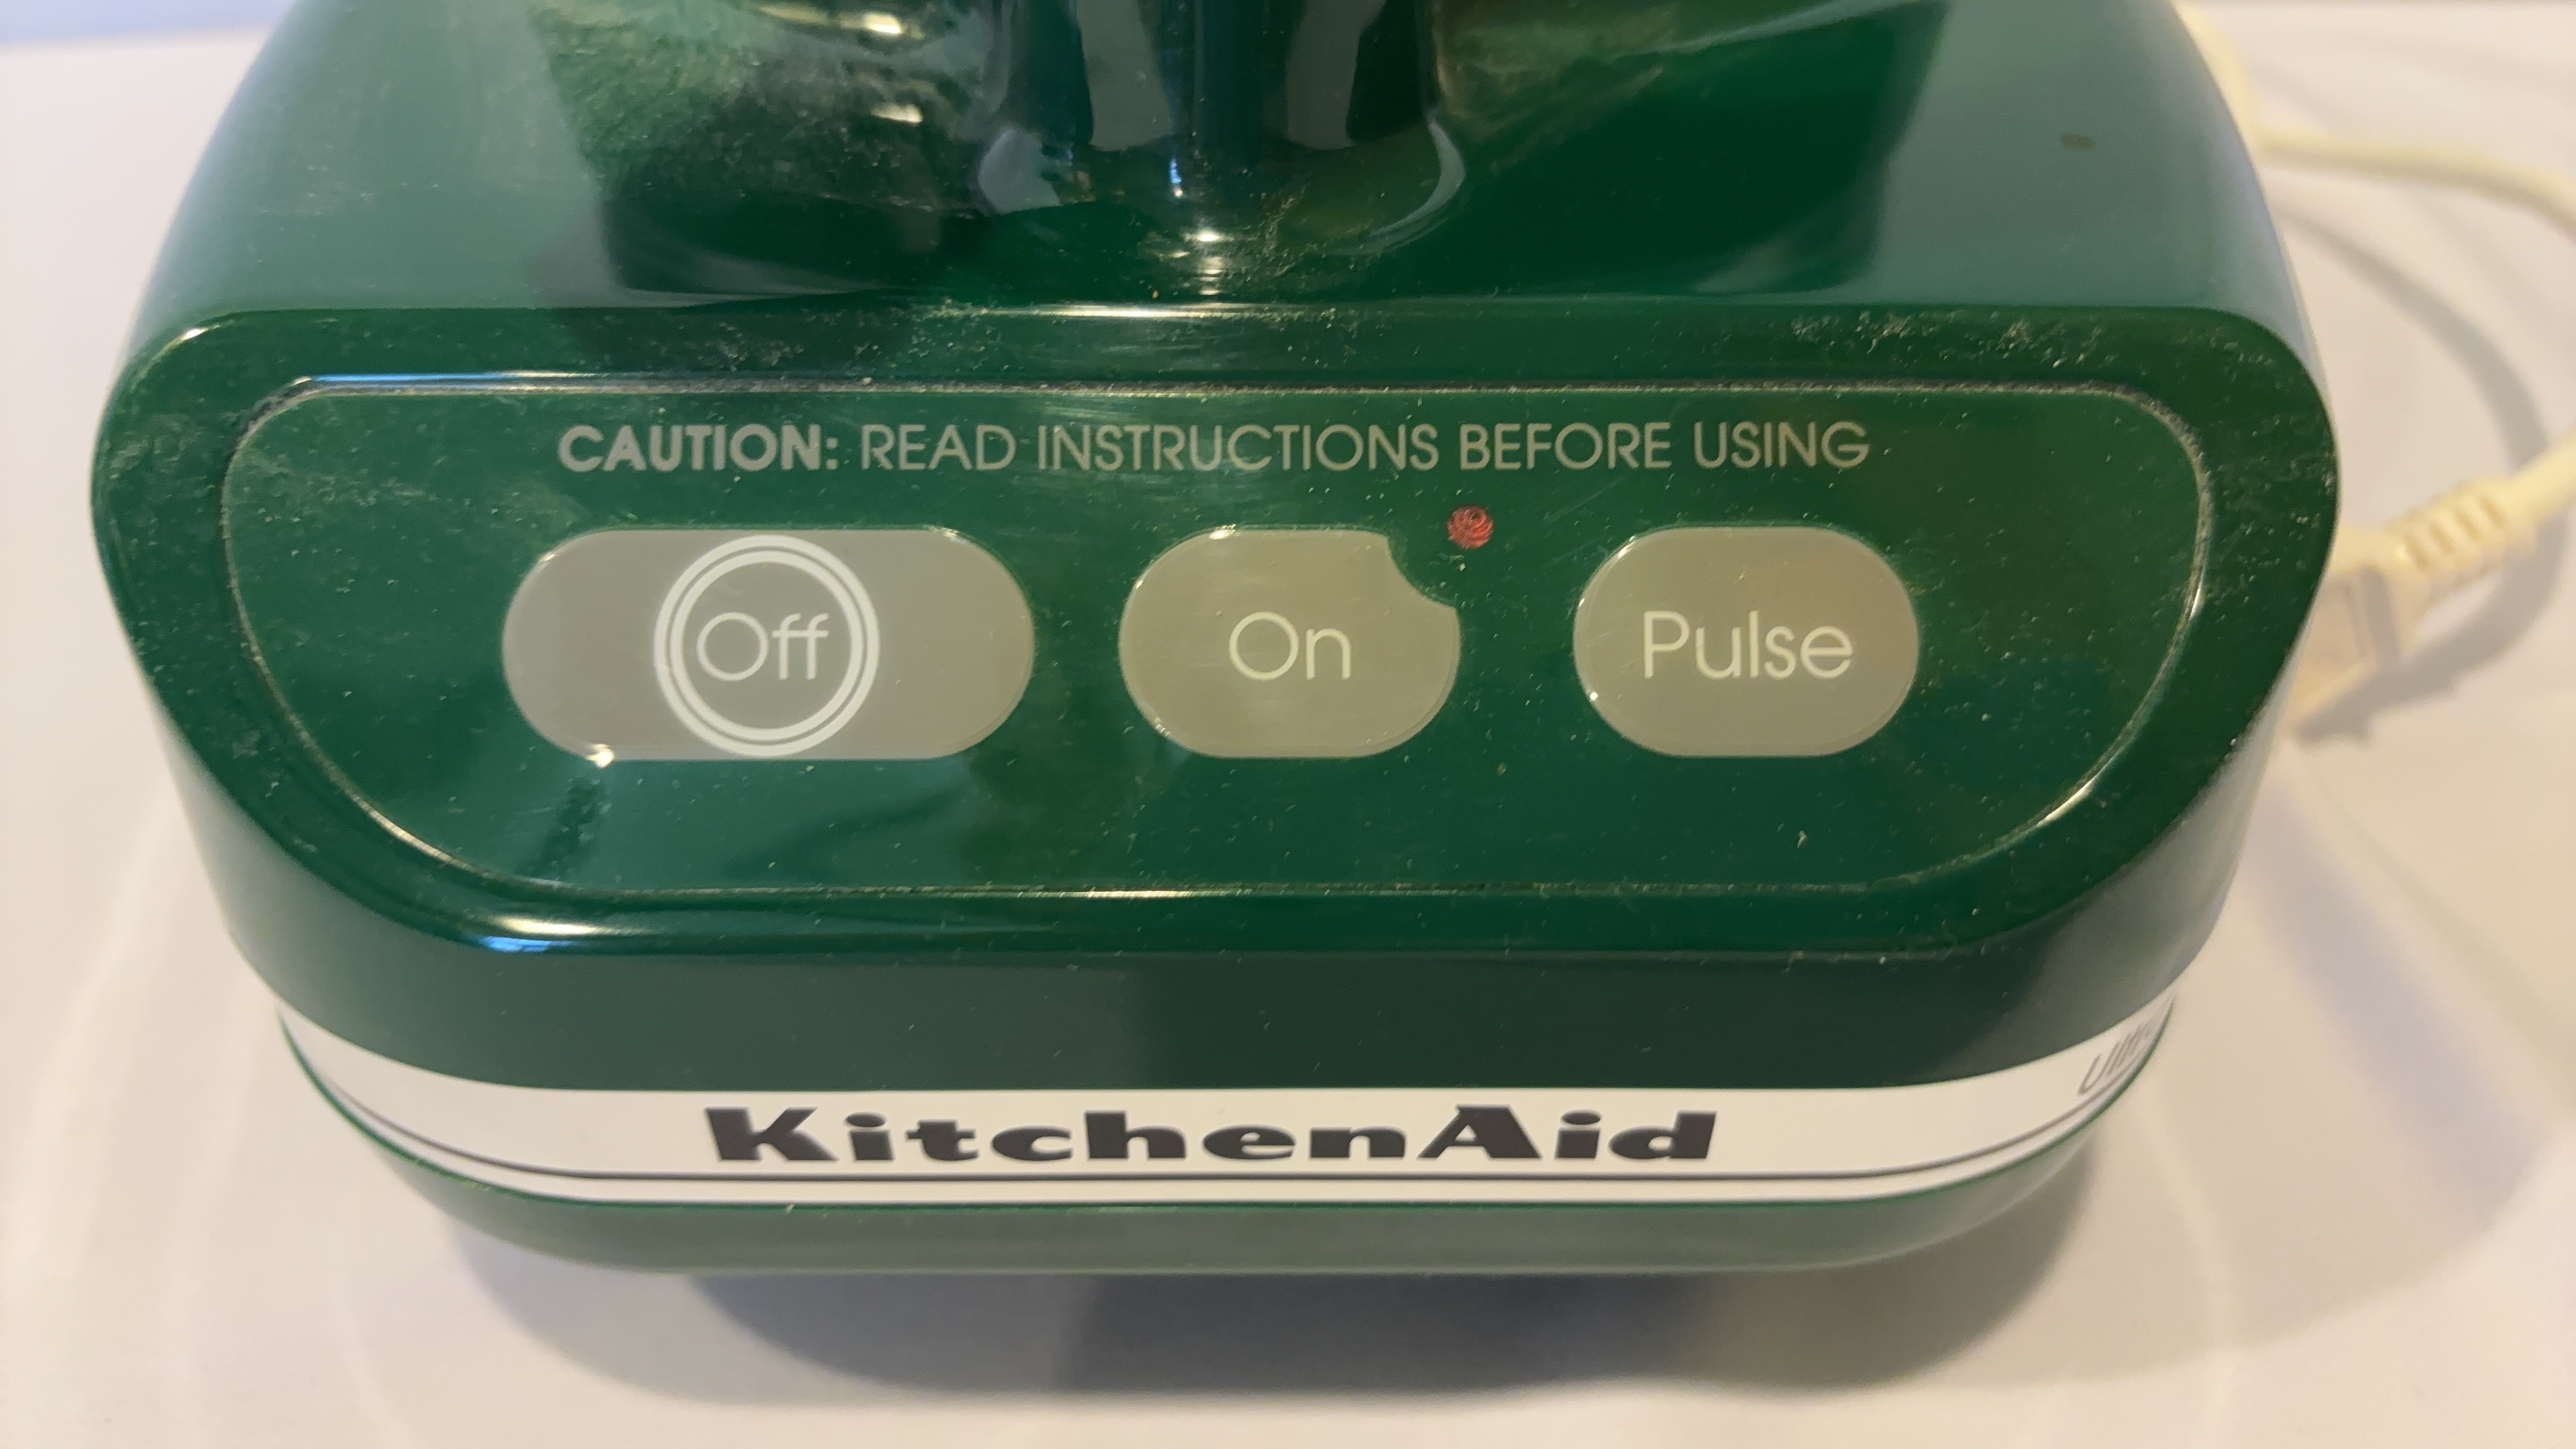 CAUTION: READ INSTRUCTIONS BEFORE USING
Off On Pulse
KitchenAid